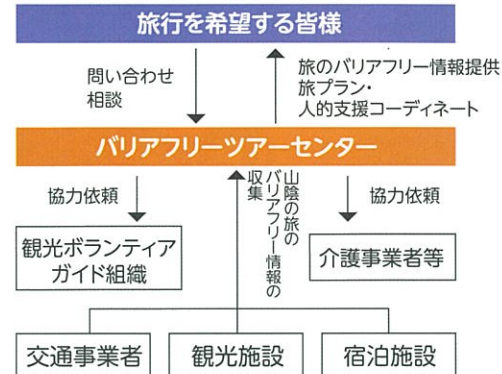 旅行を希望する皆様
問い合わせ
相談
旅のバリアフリー情報提供
旅プラン・
人的支援コーディネート
バリアフリーツアーセンター
協力依頼
山陰の旅の
バリアフリー情報の
収集
協力依頼
観光ボランティア
ガイド組織
介護事業者等
交通事業者
観光施設
宿泊施設